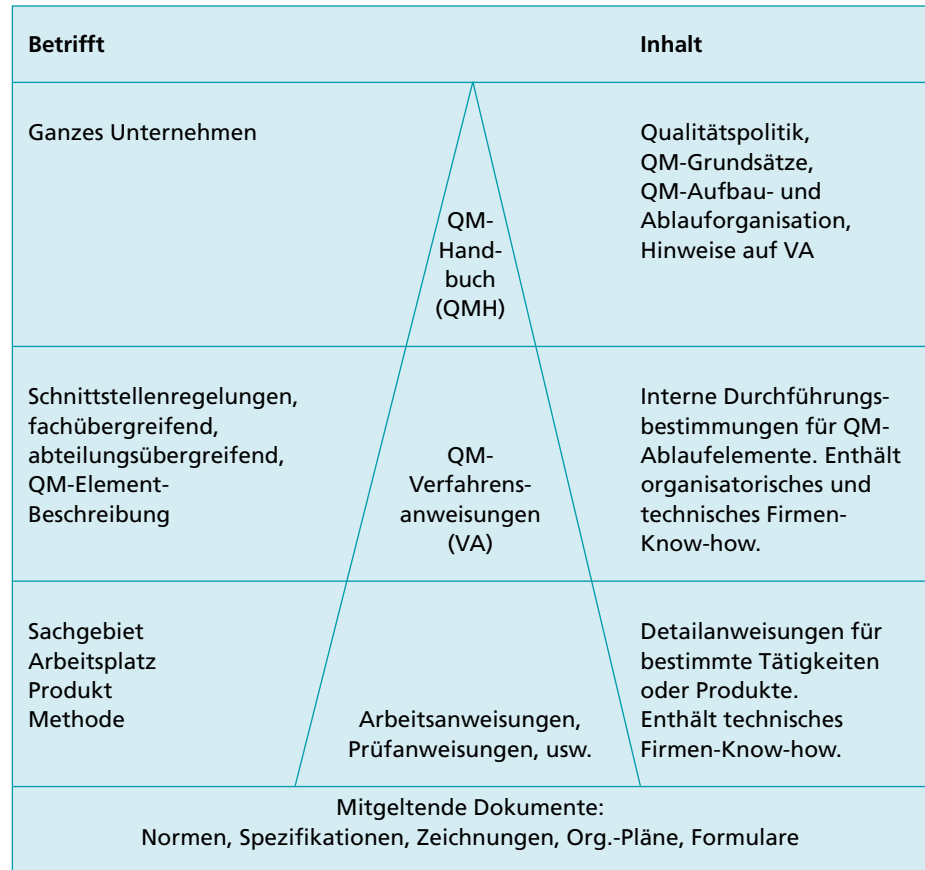 Betrifft
Inhalt
Ganzes Unternehmen
QM-
Hand-
buch
(QMH)
Qualitätspolitik,
QM-Grundsätze,
QM-Aufbau- und
Ablauforganisation,
Hinweise auf VA
Schnittstellenregelungen,
fachübergreifend,
abteilungsübergreifend,
QM-Element-
Beschreibung
QM-
Verfahrens-
anweisungen
(VA)
Interne Durchführungs-
bestimmungen für QM-
Ablaufelemente. Enthält
organisatorisches und
technisches Firmen-
Know-how.
Sachgebiet
Arbeitsplatz
Produkt
Methode
Arbeitsanweisungen,
Prüfanweisungen, usw.
Detailanweisungen für
bestimmte Tätigkeiten
oder Produkte.
Enthält technisches
Firmen-Know-how.
Mitgeltende Dokumente:
Normen, Spezifikationen, Zeichnungen, Org.-Pläne, Formulare